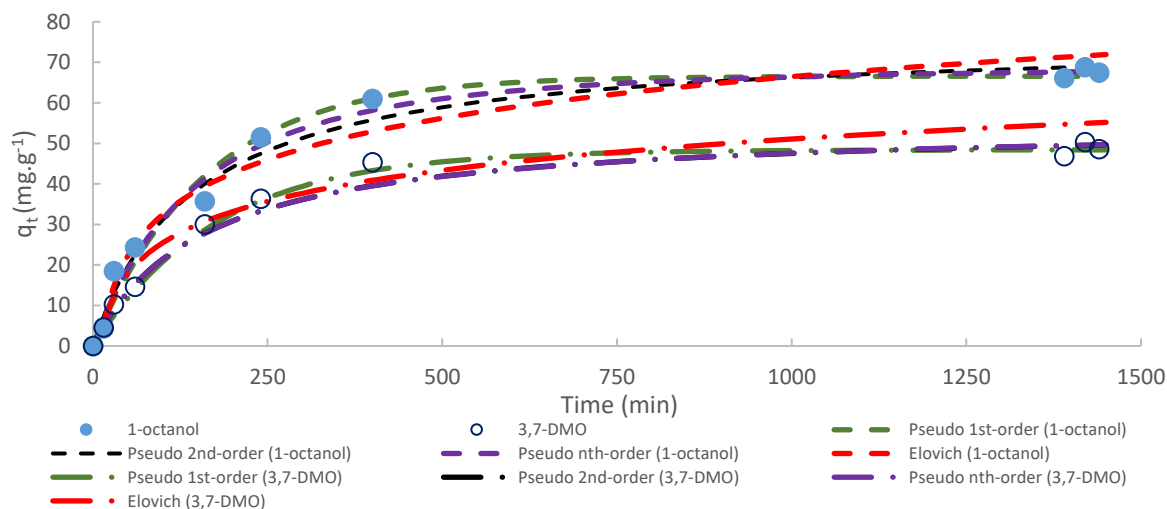 80
70
60
50
40
30
20
10
0
qt (mg.g-1)
0 250 500 750 1000 1250 1500
Time (min)
1-octanol 3,7-DMO Pseudo 1st-order (1-octanol)
Pseudo 2nd-order (1-octanol) Pseudo nth-order (1-octanol) Elovich (1-octanol)
Pseudo 1st-order (3,7-DMO) Pseudo 2nd-order (3,7-DMO) Pseudo nth-order (3,7-DMO)
Elovich (3,7-DMO)